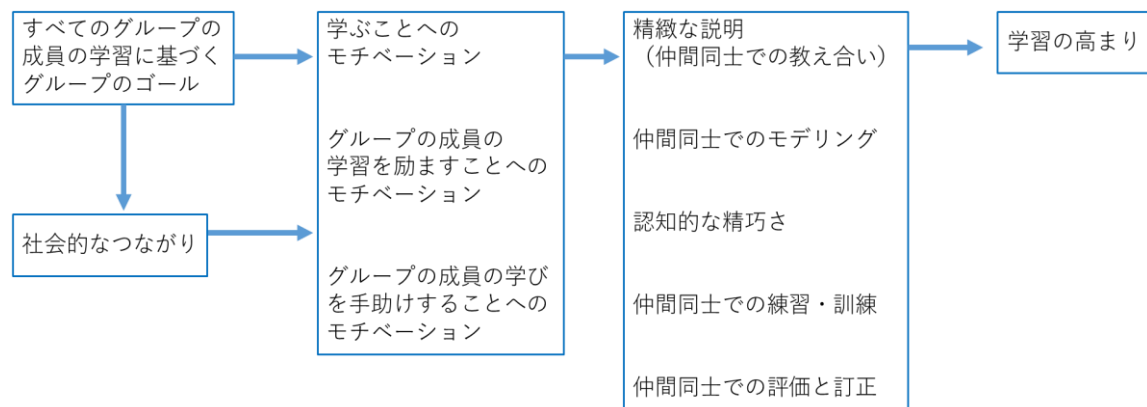 すべてのグループの
成員の学習に基づく
グループのゴール
社会的なつながり
学ぶことへの
モチベーション
グループの成員の
学習を励ますことへの
モチベーション
グループの成員の学び
を手助けすることへの
モチベーション
精緻な説明
（仲間同士での教え合い）
仲間同士でのモデリング
認知的な精巧さ
仲間同士での練習・訓練
仲間同士での評価と訂正
学習の高まり